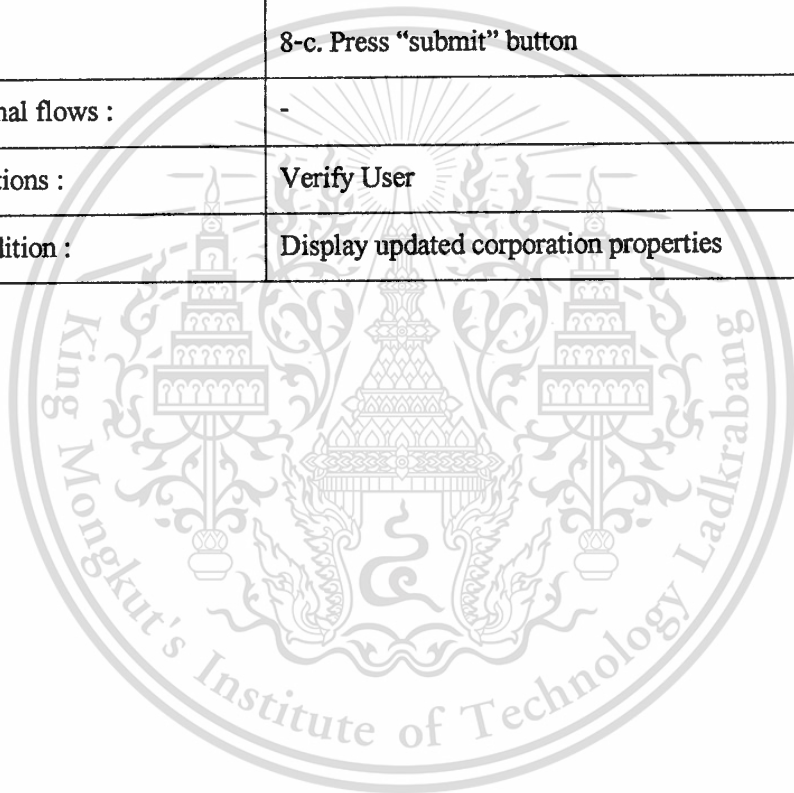 8-c. Press “submit” button
nal flows : -
tions : Verify User
lition : Display updated corporation properties
King Mongkut's Institute of Technology Ladkrabang